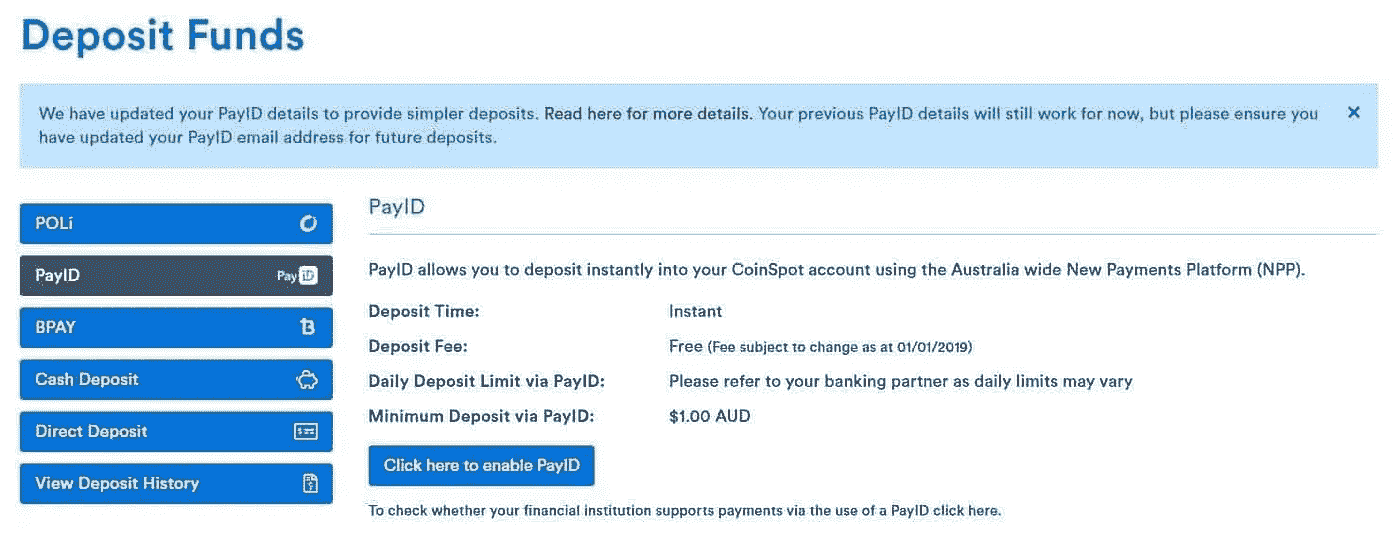 Deposit Funds
We have updated your PayID details to provide simpler deposits. Read here for more details. Your previous PayID details will still work for now, but please ensure you
have updated your PayID email address for future deposits.
POLi
PayID
PayiD
BPAY
Cash Deposit
Direct Deposit
View Deposit History
PayID
PayID allows you to deposit instantly into your CoinSpot account using the Australia wide New Payments Platform (NPP).
Deposit Time: Instant
Deposit Fee: Free (Fee subject to change as at 01/01/2019)
Daily Deposit Limit via PayID: Please refer to your banking partner as daily limits may vary
Minimum Deposit via PayID: $1.00 AUD
Click here to enable PayID
To check whether your financial institution supports payments via the use of a PayID click here.